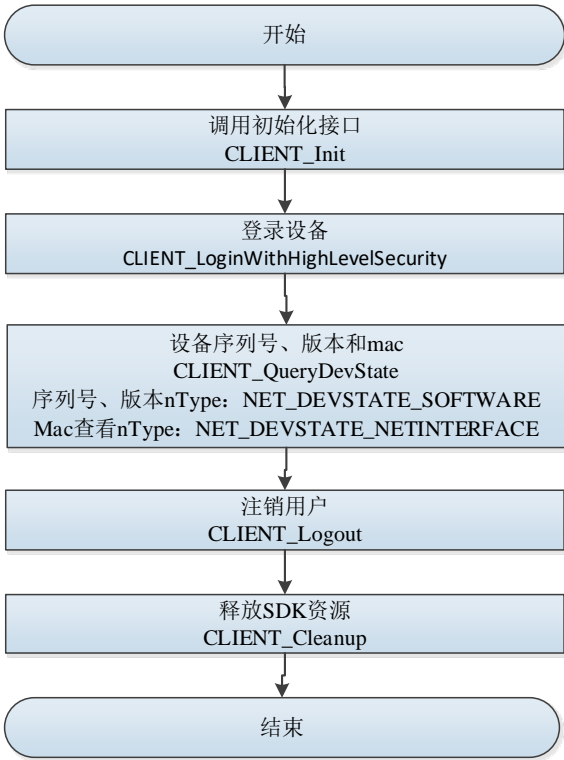 开始
调用初始化接口
CLIENT_Init
登录设备
CLIENT_LoginWithHighLevelSecurity
设备序列号、版本和mac
CLIENT_QueryDevState
序列号、版本nType：NET_DEVSTATE_SOFTWARE
Mac查看nType：NET_DEVSTATE_NETINTERFACE
注销用户
CLIENT_Logout
释放SDK资源
CLIENT_Cleanup
结束